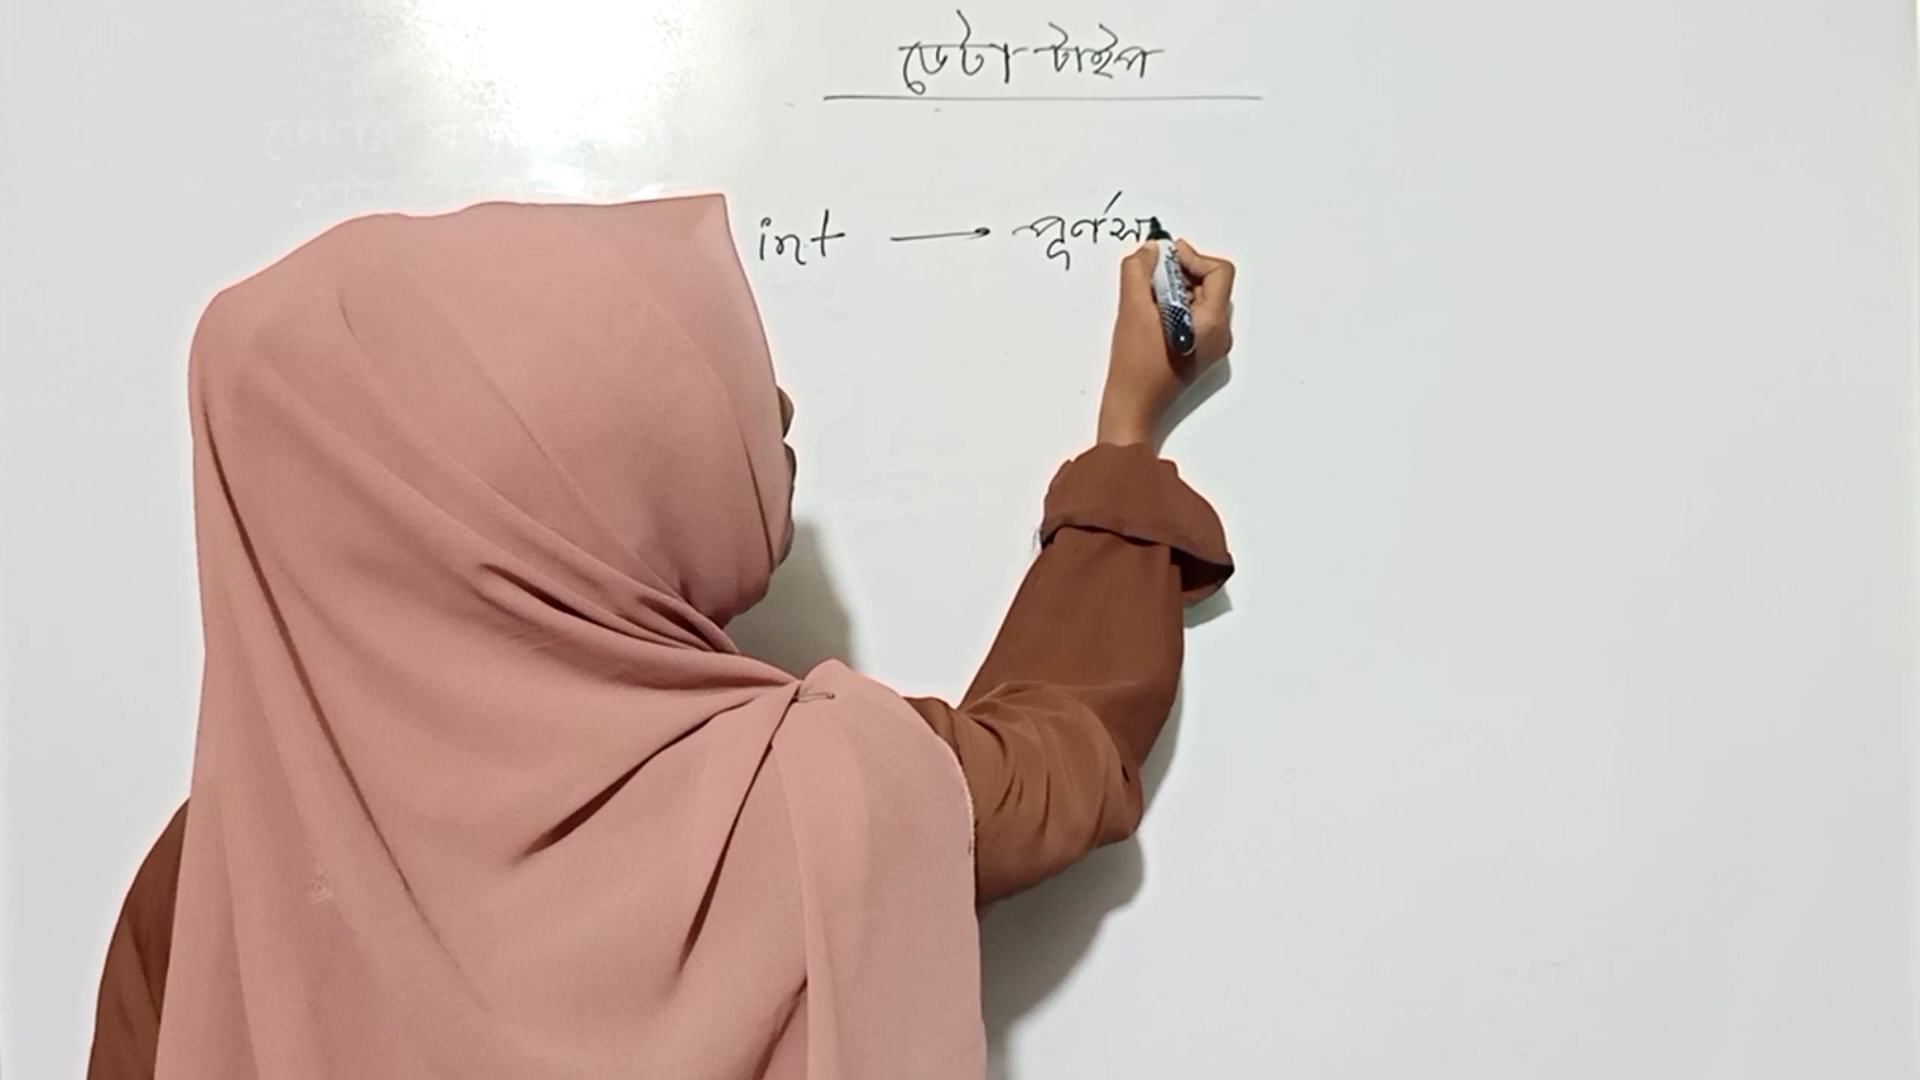 ডেটা টাইপ
int → পূর্ণস